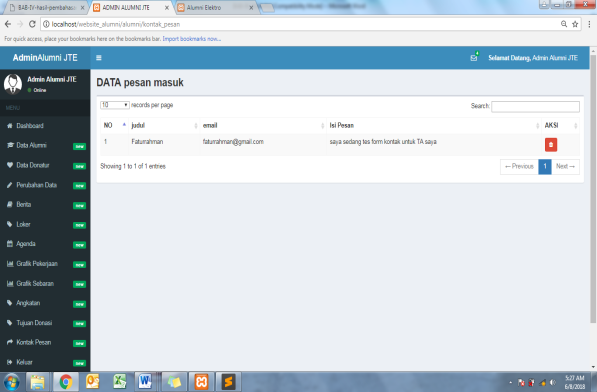 BAB-IV-hasil-pembahasa
ADMIN ALUMNI JTE
Alumni Elektro
localhost/website_alumni/alumni/kontak_pesan
For quick access, place your bookmarks here on the bookmarks bar. Import bookmarks now...
AdminAlumni JTE
Selamat Datang, Admin Alumni JTE
Admin Alumni JTE
Online
MENU
Dashboard
Data Alumni new
Data Donatur new
Perubahan Data new
Berita new
Loker new
Agenda new
Grafik Pekerjaan new
Grafik Sebaran new
Angkatan new
Tujuan Donasi new
Kontak Pesan new
Keluar new
DATA pesan masuk
10 records per page
Search:
NO judul email Isi Pesan AKSI
1 Faturrahman faturrahman@gmail.com saya sedang tes form kontak untuk TA saya
Showing 1 to 1 of 1 entries
← Previous 1 Next →
5:27 AM
6/8/2018